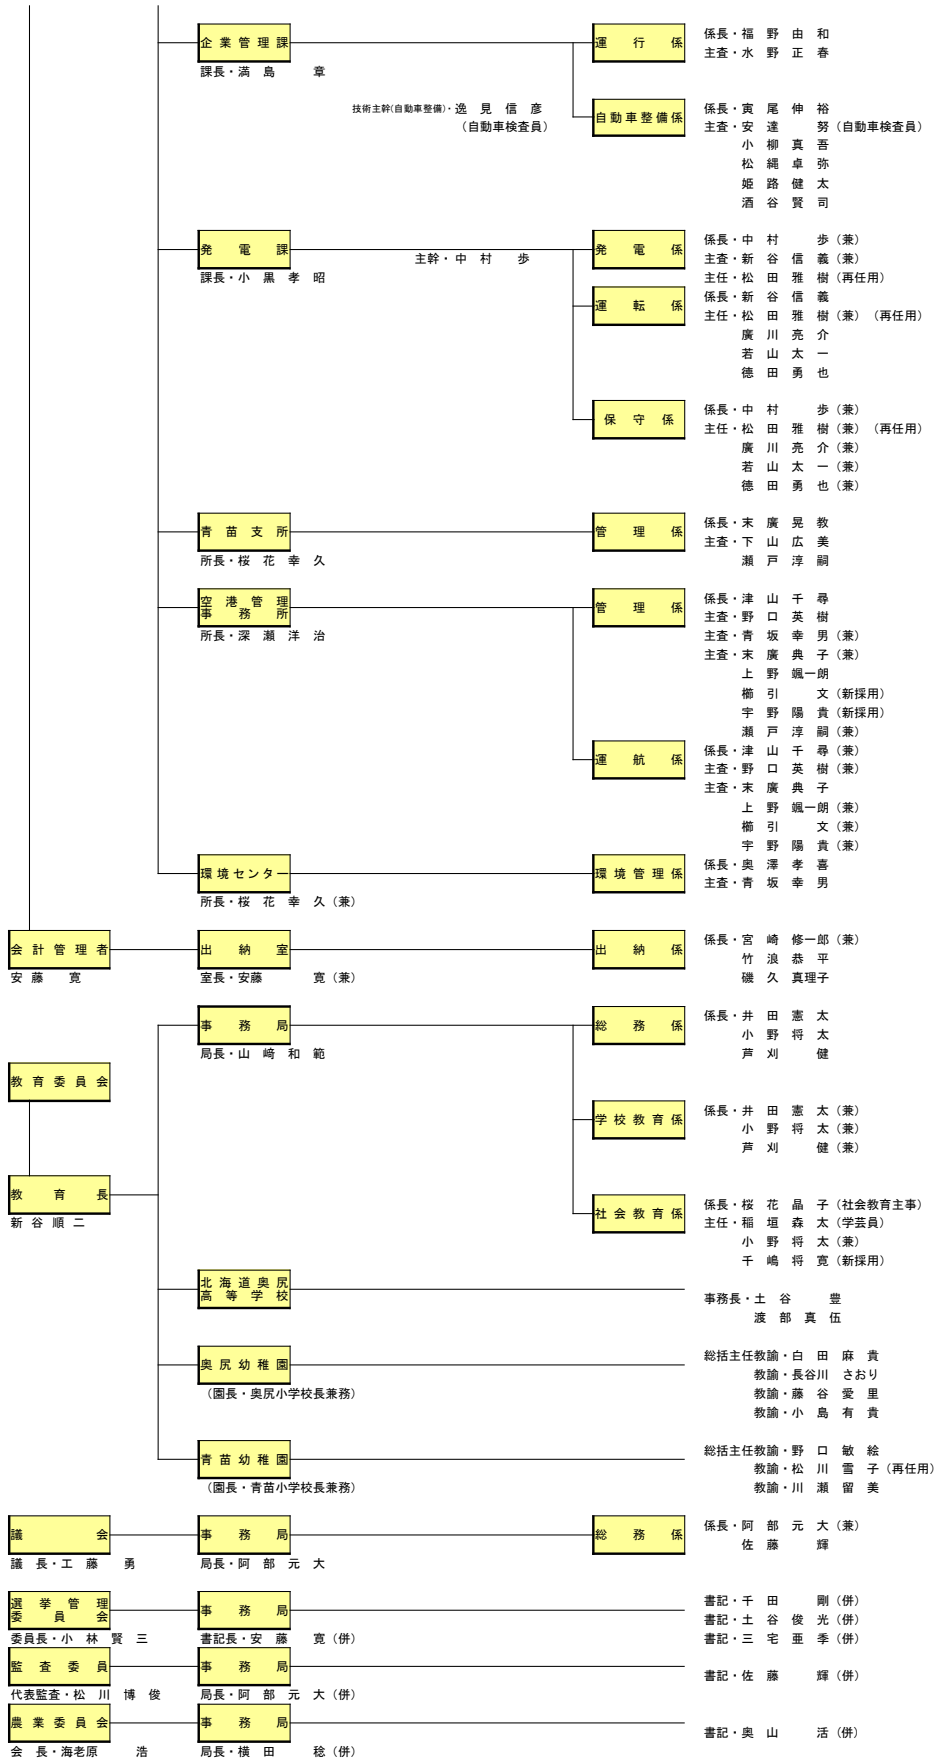 企業管理課
課長・満島　章
運行係
係長・福野由和
主査・水野正春
技術主幹(自動車整備)・逸見信彦
（自動車検査員）
自動車整備係
係長・寅尾伸裕
主査・安達　努（自動車検査員）
小柳真吾
松縄卓弥
姫路健太
酒谷賢司
発電課
課長・小黒孝昭
主幹・中村　歩
発電係
係長・中村　歩（兼）
主査・新谷信義（兼）
主任・松田雅樹（再任用）
運転係
係長・新谷信義
主任・松田雅樹（兼）（再任用）
廣川亮介
若山太一
德田勇也
保守係
係長・中村　歩（兼）
主任・松田雅樹（兼）（再任用）
廣川亮介（兼）
若山太一（兼）
德田勇也（兼）
青苗支所
所長・桜花幸久
管理係
係長・末廣晃教
主査・下山広美
瀬戸淳嗣
空港管理
事務所
所長・深瀬洋治
管理係
係長・津山千尋
主査・野口英樹
主査・青坂幸男（兼）
主査・末廣典子（兼）
上野颯一朗
櫛引　文（新採用）
宇野陽貴（新採用）
瀬戸淳嗣（兼）
運航係
係長・津山千尋（兼）
主査・野口英樹（兼）
主査・末廣典子
上野颯一朗（兼）
櫛引　文（兼）
宇野陽貴（兼）
環境センター
所長・桜花幸久（兼）
環境管理係
係長・奥澤孝喜
主査・青坂幸男
会計管理者
安藤　寛
出納室
室長・安藤　寛（兼）
出納係
係長・宮崎修一郎（兼）
竹浪恭平
磯久真理子
教育委員会
教育長
新谷順二
事務局
局長・山﨑和範
総務係
係長・井田憲太
小野将太
芦刈　健
学校教育係
係長・井田憲太（兼）
小野将太（兼）
芦刈　健（兼）
社会教育係
係長・桜花晶子（社会教育主事）
主任・稲垣森太（学芸員）
小野将太（兼）
千嶋将寛（新採用）
北海道奥尻
高等学校
事務長・土谷　豊
渡部真伍
奥尻幼稚園
（園長・奥尻小学校長兼務）
総括主任教諭・白田麻貴
教諭・長谷川さおり
教諭・藤谷愛里
教諭・小島有貴
青苗幼稚園
（園長・青苗小学校長兼務）
総括主任教諭・野口敏絵
教諭・松川雪子（再任用）
教諭・川瀬留美
議会
議長・工藤　勇
事務局
局長・阿部元大
総務係
係長・阿部元大（兼）
佐藤　輝
選挙管理
委員会
委員長・小林賢三
事務局
書記長・安藤　寛（併）
書記・千田　剛（併）
書記・土谷俊光（併）
書記・三宅亜季（併）
監査委員
代表監査・松川博俊
事務局
局長・阿部元大（併）
書記・佐藤　輝（併）
農業委員会
会長・海老原　浩
事務局
局長・横田　稔（併）
書記・奥山　活（併）